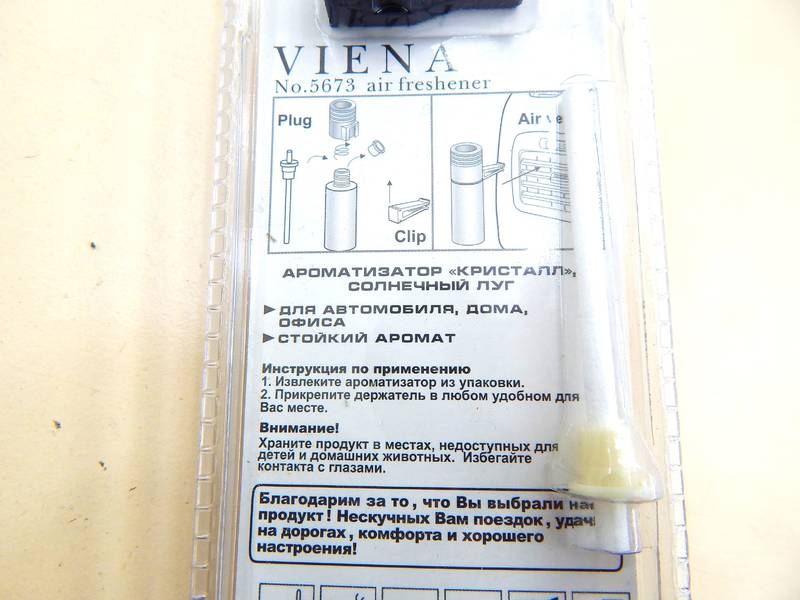 VIENA
No.5673 air freshener
Plug
Air
Clip
АРОМАТИЗАТОР «КРИСТАЛЛ»,
СОЛНЕЧНЫЙ ЛУГ
ДЛЯ АВТОМОБИЛЯ, ДОМА,
ОФИСА
СТОЙКИЙ АРОМАТ
Инструкция по применению
1. Извлеките ароматизатор из упаковки.
2. Прикрепите держатель в любом удобном для
Вас месте.
Внимание!
Храните продукт в местах, недоступных для
детей и домашних животных. Избегайте
контакта с глазами.
Благодарим за то, что Вы выбрали
продукт! Нескучных Вам поездок,
на дорогах, комфорта и хорошего
настроения!